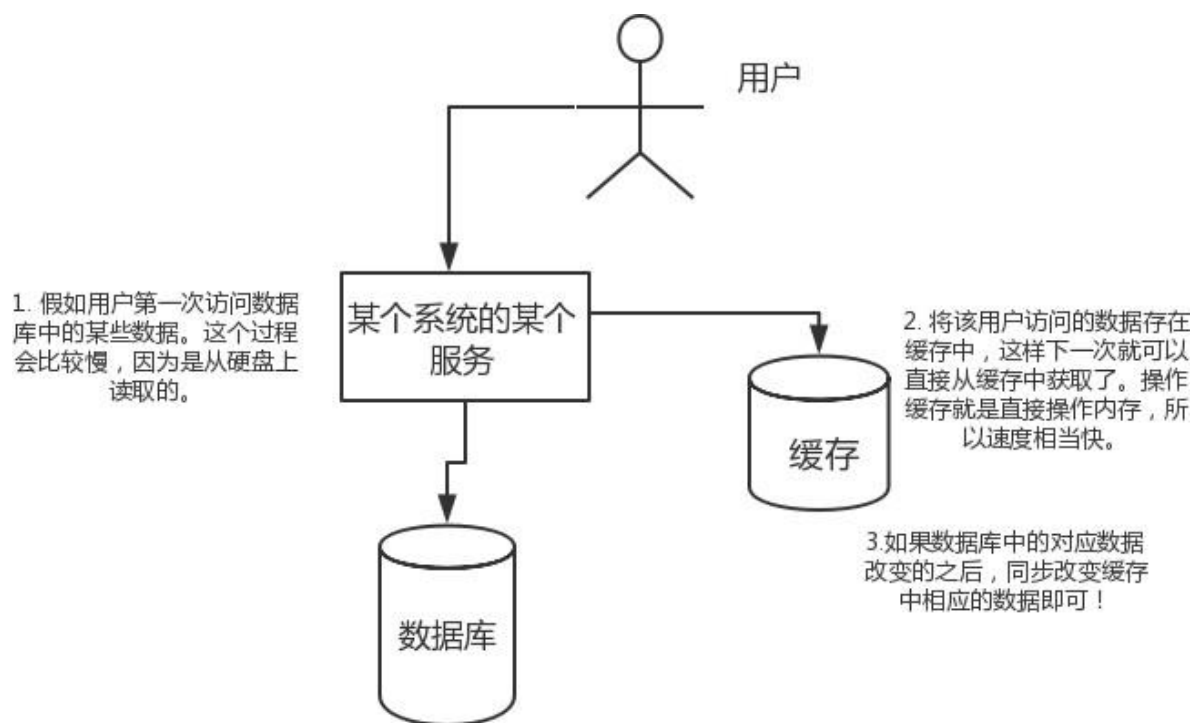 用户
某个系统的某个
服务
1. 假如用户第一次访问数据
库中的某些数据。这个过程
会比较慢，因为是从硬盘上
读取的。
2. 将该用户访问的数据存在
缓存中，这样下一次就可以
直接从缓存中获取了。操作
缓存就是直接操作内存，所
以速度相当快。
缓存
3.如果数据库中的对应数据
改变的之后，同步改变缓存
中相应的数据即可！
数据库